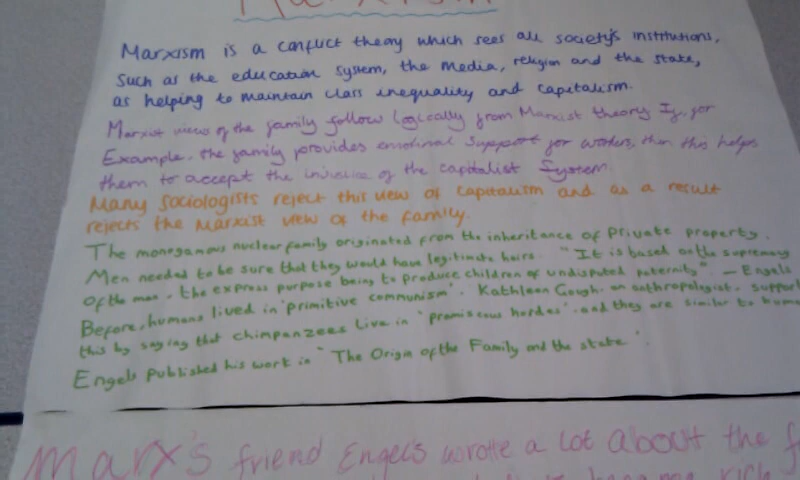 Marxism is a conflict theory which sees all society's institutions,
such as the education system, the media, religion and the state,
as helping to maintain class inequality and capitalism.
Marxist views of the family follow logically from Marxist theory If, for
Example, the family provides emotional support for workers, then this helps
them to accept the of the capitalist System.
Many Sociologists reject this view of capitalism and as a result
rejects the Marxist view of the family.
The monogamous nuclear family originated from the inheritance of private property.
Men needed to be sure that they would have legitimate heirs. "It is based on the supremacy
of the man, the express purpose being to produce children of undisputed paternity" - Engels
Before, humans lived in 'primitive communism'. Kathleen Gough, an anthropologist, support
this by saying that chimpanzees live in 'promiscous hordes' and they are similar to huma
Engels published his work in 'The Origin of the Family and the state'.
Marx's friend Engels wrote a lot about the f
rich